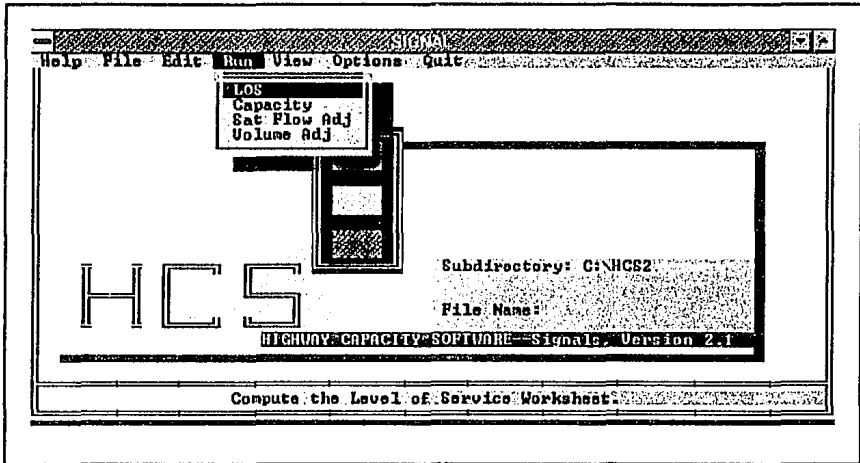 SIGNAL
Help File Edit Run View Options Quit
LOS
Capacity
Sat Flow Adj
Volume Adj
HCS
Subdirectory: C:\HCS2
File Name:
HIGHWAY CAPACITY SOFTWARE--Signals, Version 2.1
Compute the Level of Service Worksheet.